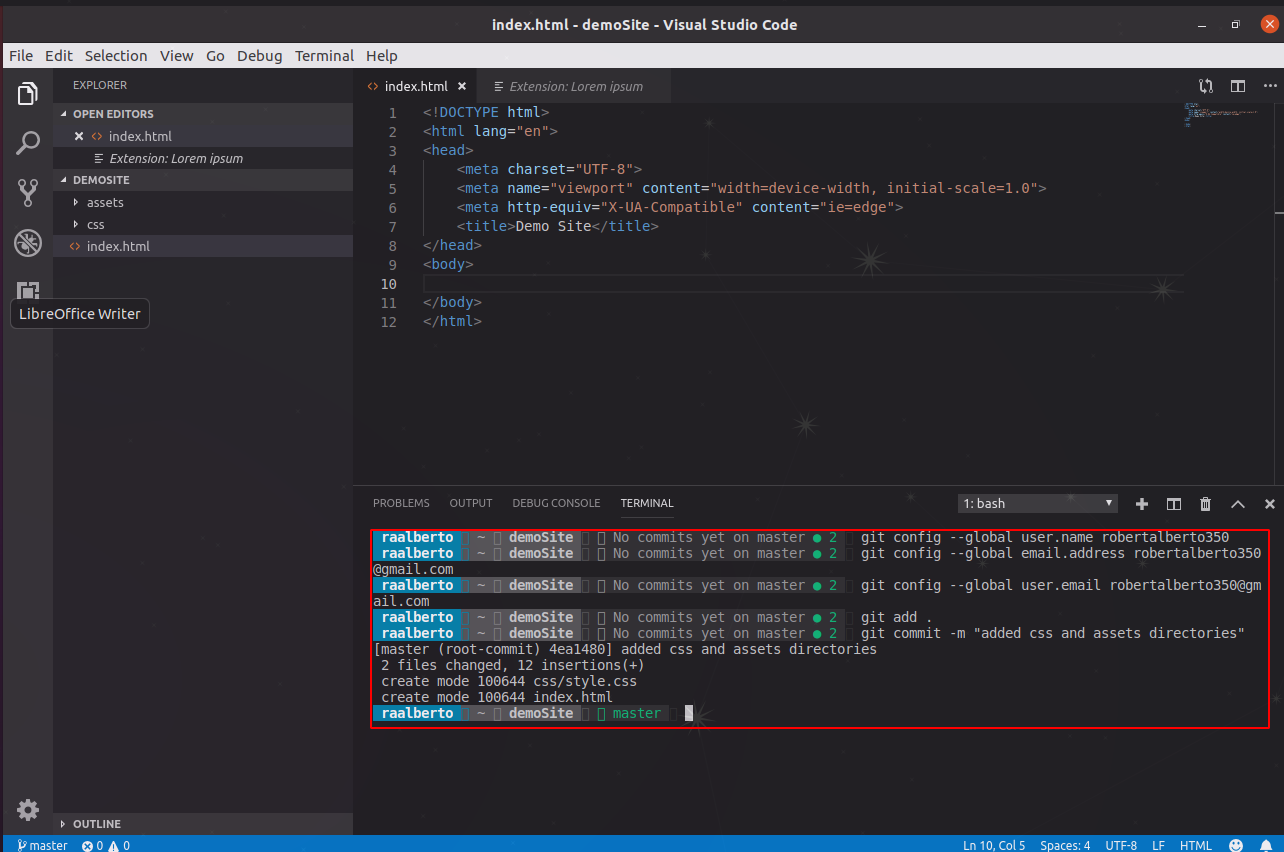 index.html - demoSite - Visual Studio Code
File Edit Selection View Go Debug Terminal Help
EXPLORER
OPEN EDITORS
index.html
Extension: Lorem ipsum
DEMOSITE
assets
css
index.html
LibreOffice Writer
OUTLINE
index.html
Extension: Lorem ipsum
1 <!DOCTYPE html>
2 <html lang="en">
3 <head>
4     <meta charset="UTF-8">
5     <meta name="viewport" content="width=device-width, initial-scale=1.0">
6     <meta http-equiv="X-UA-Compatible" content="ie=edge">
7     <title>Demo Site</title>
8 </head>
9 <body>
10
11 </body>
12 </html>
PROBLEMS OUTPUT DEBUG CONSOLE TERMINAL 1: bash
raalberto ~ demoSite No commits yet on master ● 2 git config --global user.name robertalberto350
raalberto ~ demoSite No commits yet on master ● 2 git config --global email.address robertalberto350
@gmail.com
raalberto ~ demoSite No commits yet on master ● 2 git config --global user.email robertalberto350@gm
ail.com
raalberto ~ demoSite No commits yet on master ● 2 git add .
raalberto ~ demoSite No commits yet on master ● 2 git commit -m "added css and assets directories"
[master (root-commit) 4ea1480] added css and assets directories
 2 files changed, 12 insertions(+)
 create mode 100644 css/style.css
 create mode 100644 index.html
raalberto ~ demoSite master
master 0 0 Ln 10, Col 5 Spaces: 4 UTF-8 LF HTML